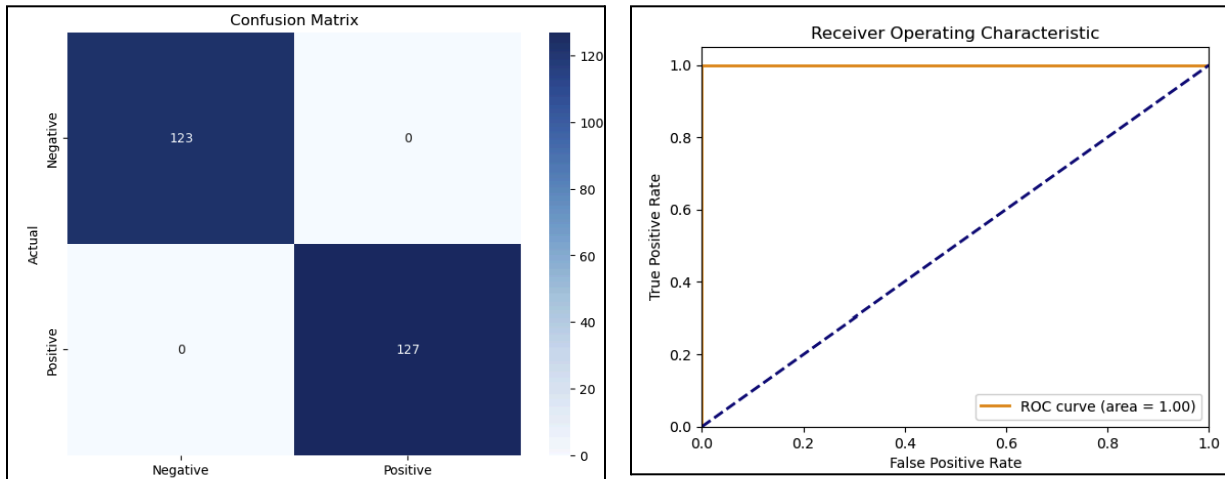 Confusion Matrix
Actual
Negative
Positive
123
0
0
127
Negative
Positive
120
100
80
60
40
20
0
Receiver Operating Characteristic
True Positive Rate
1.0
0.8
0.6
0.4
0.2
0.0
0.0
0.2
0.4
0.6
0.8
1.0
False Positive Rate
ROC curve (area = 1.00)